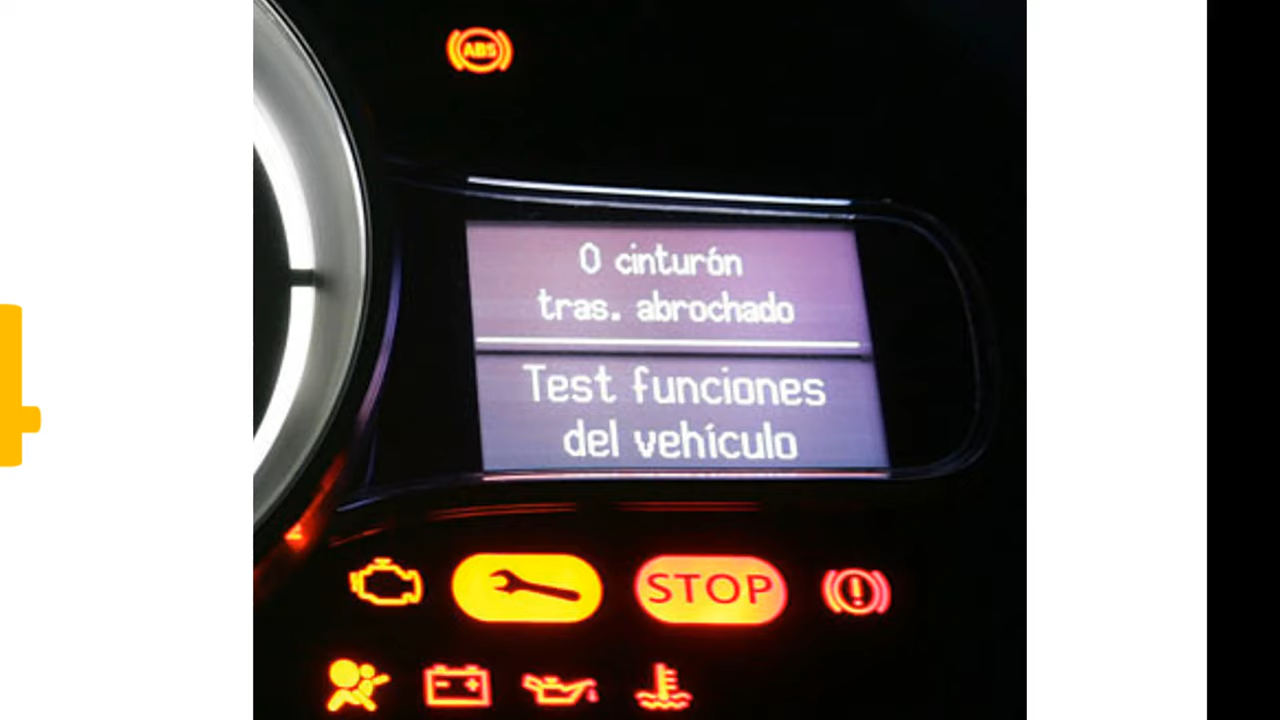 ABS
0 cinturón
tras. abrochado
Test funciones
del vehículo
STOP